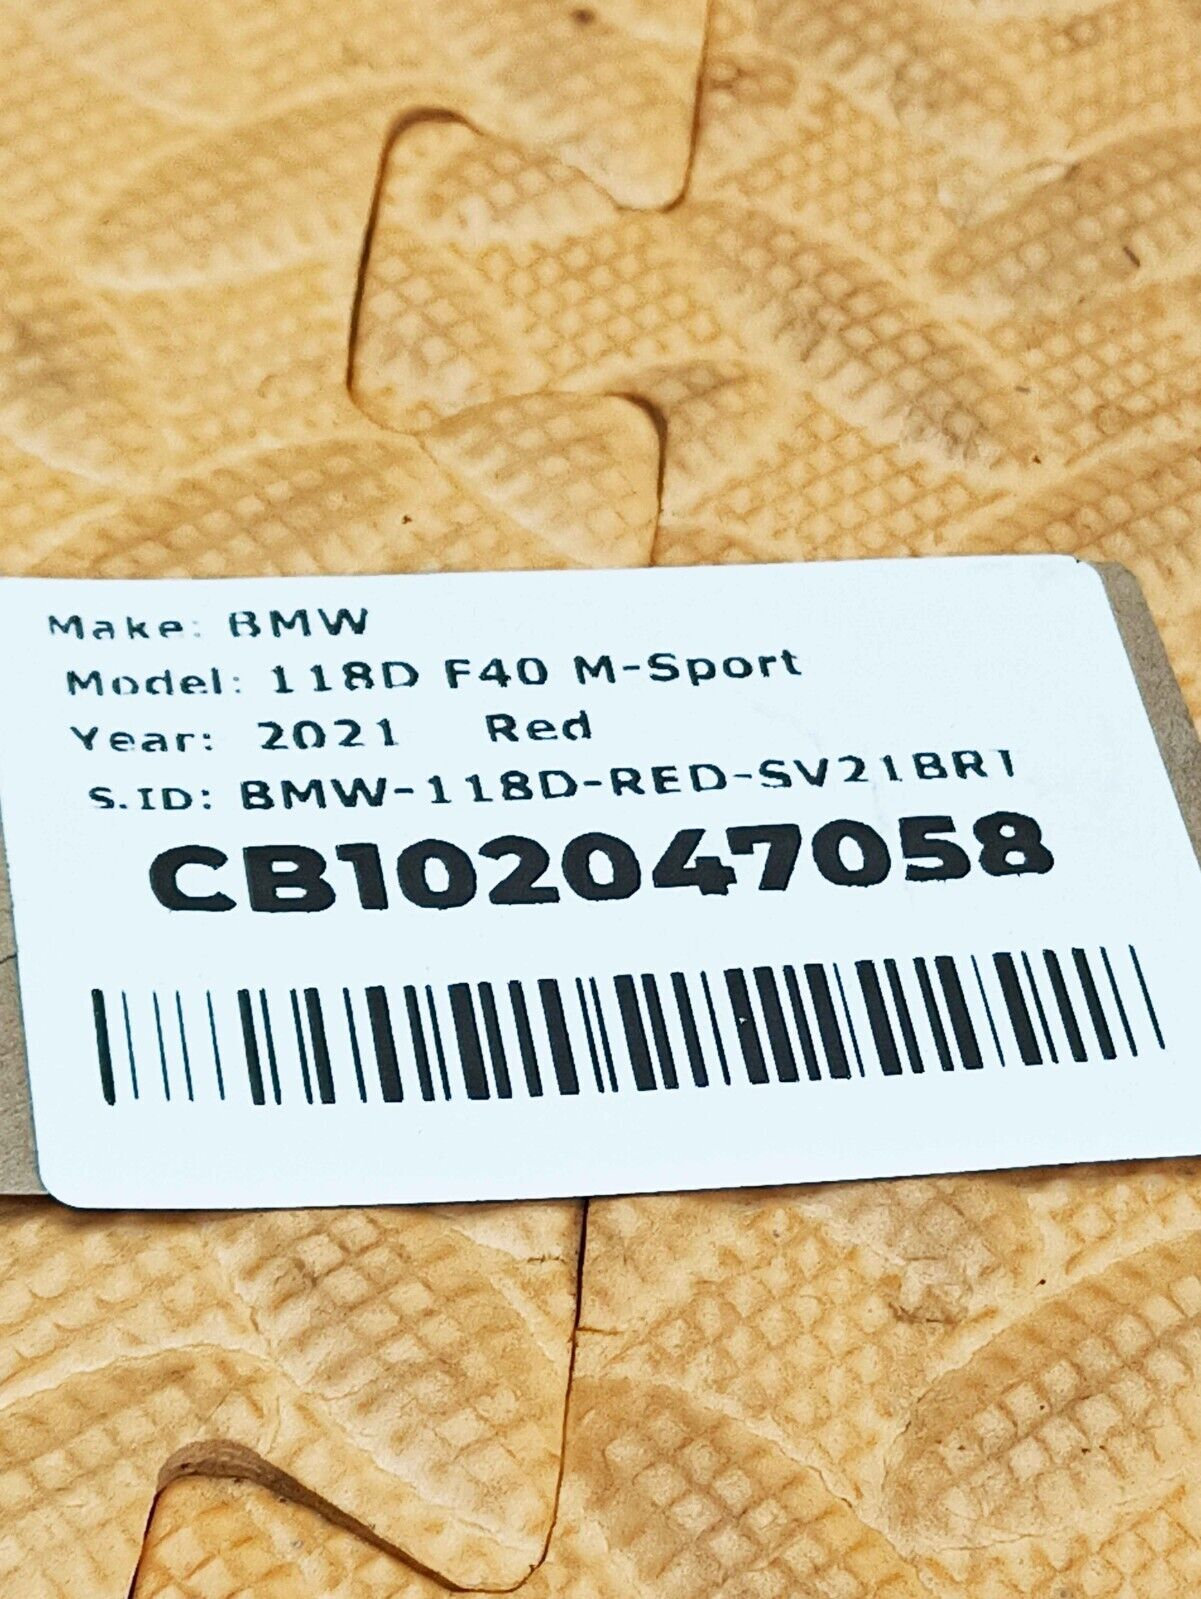 Make: BMW
Model: 118D F40 M-Sport
Year: 2021 Red
S.ID: BMW-118D-RED-SV21BRT
CB102047058